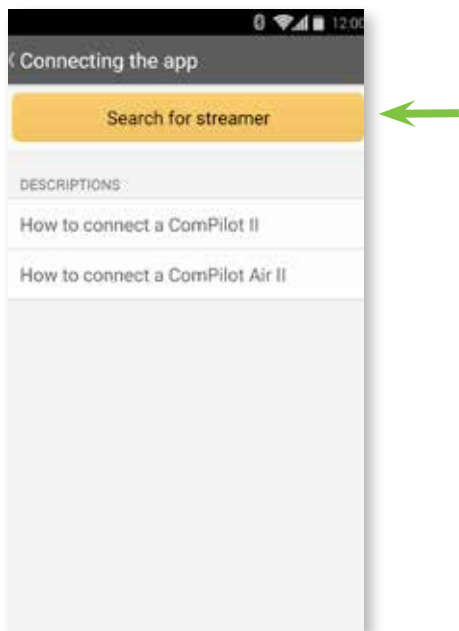 12:00
Connecting the app
Search for streamer
DESCRIPTIONS
How to connect a ComPilot II
How to connect a ComPilot Air II